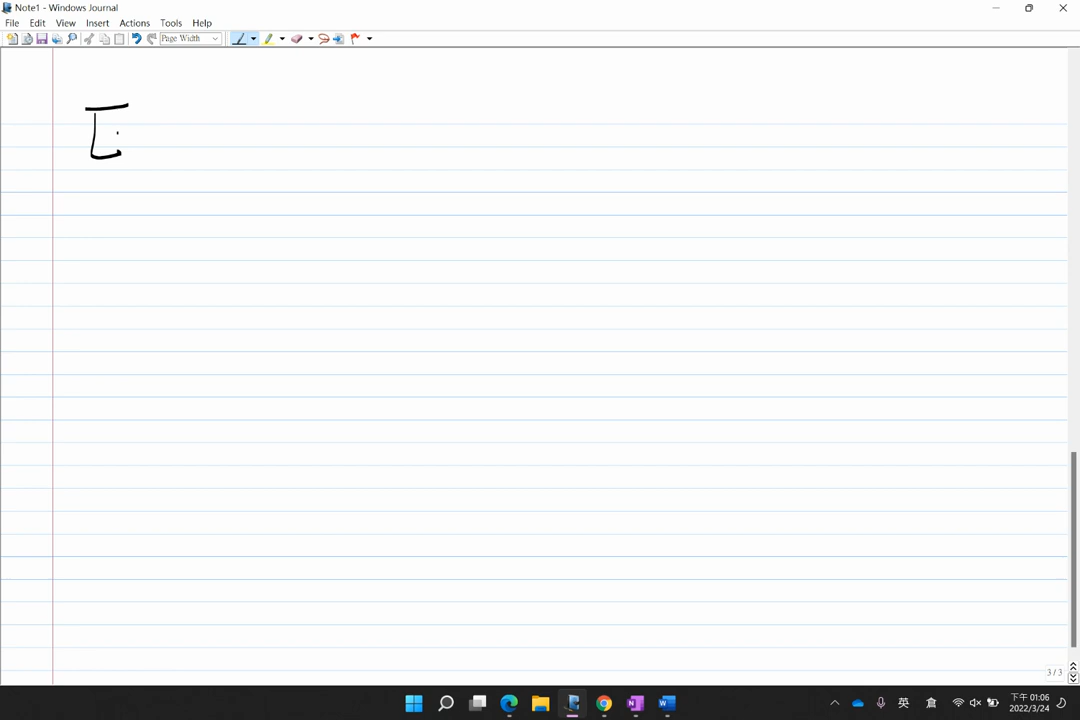 Note1 - Windows Journal
File Edit View Insert Actions Tools Help
Page Width
3 / 3
英 倉 下午 01:06
2022/3/24